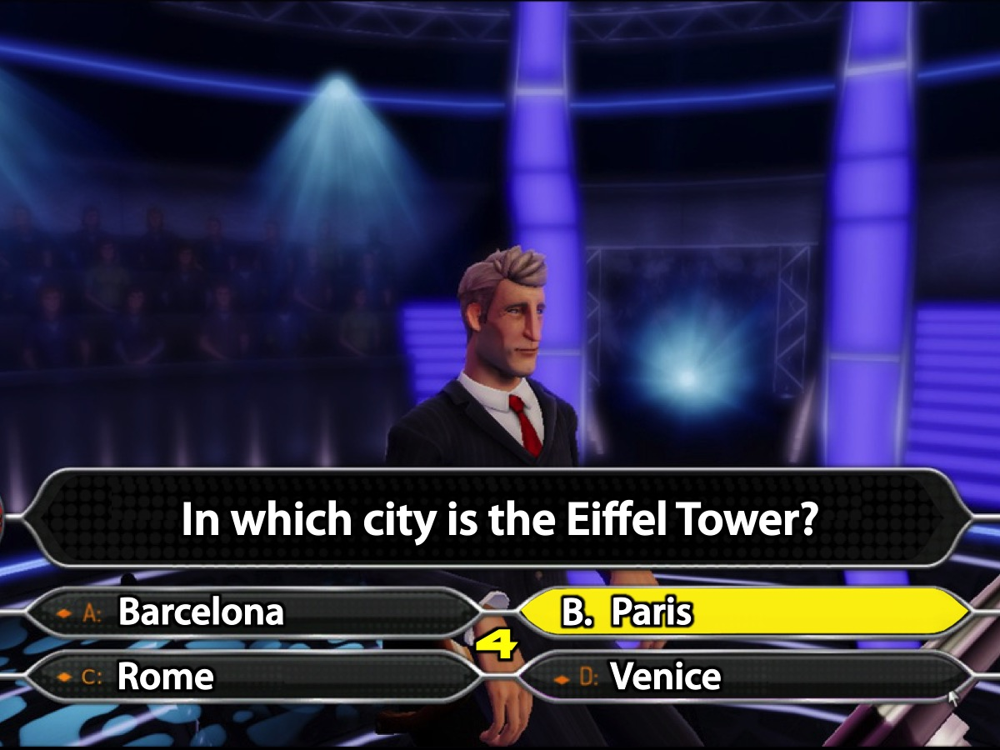 In which city is the Eiffel Tower?
A: Barcelona
B. Paris
4
C: Rome
D: Venice